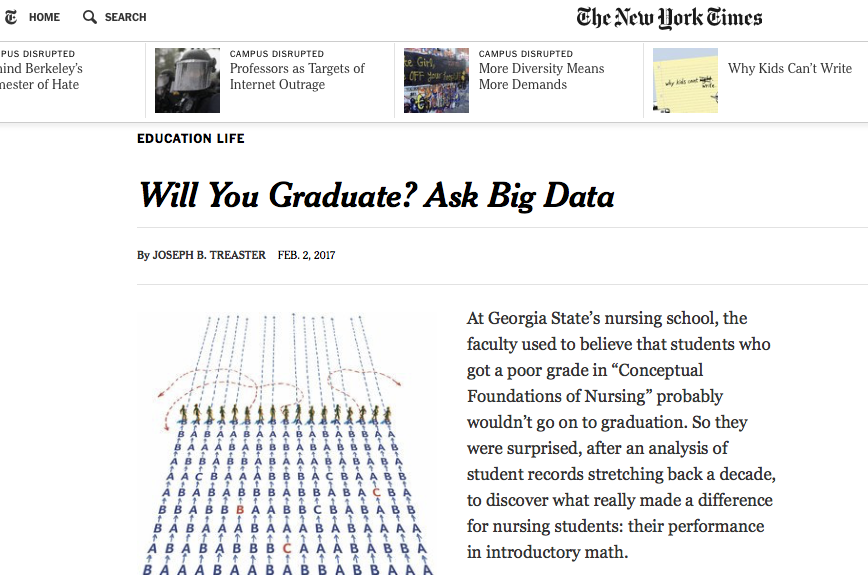 HOME
SEARCH
The New York Times
PUS DISRUPTED
hind Berkeley's
mester of Hate
CAMPUS DISRUPTED
Professors as Targets of
Internet Outrage
CAMPUS DISRUPTED
More Diversity Means
More Demands
Why Kids Can't Write
EDUCATION LIFE
Will You Graduate? Ask Big Data
By JOSEPH B. TREASTER FEB. 2, 2017
At Georgia State's nursing school, the
faculty used to believe that students who
got a poor grade in “Conceptual
Foundations of Nursing” probably
wouldn't go on to graduation. So they
were surprised, after an analysis of
student records stretching back a decade,
to discover what really made a difference
for nursing students: their performance
in introductory math.